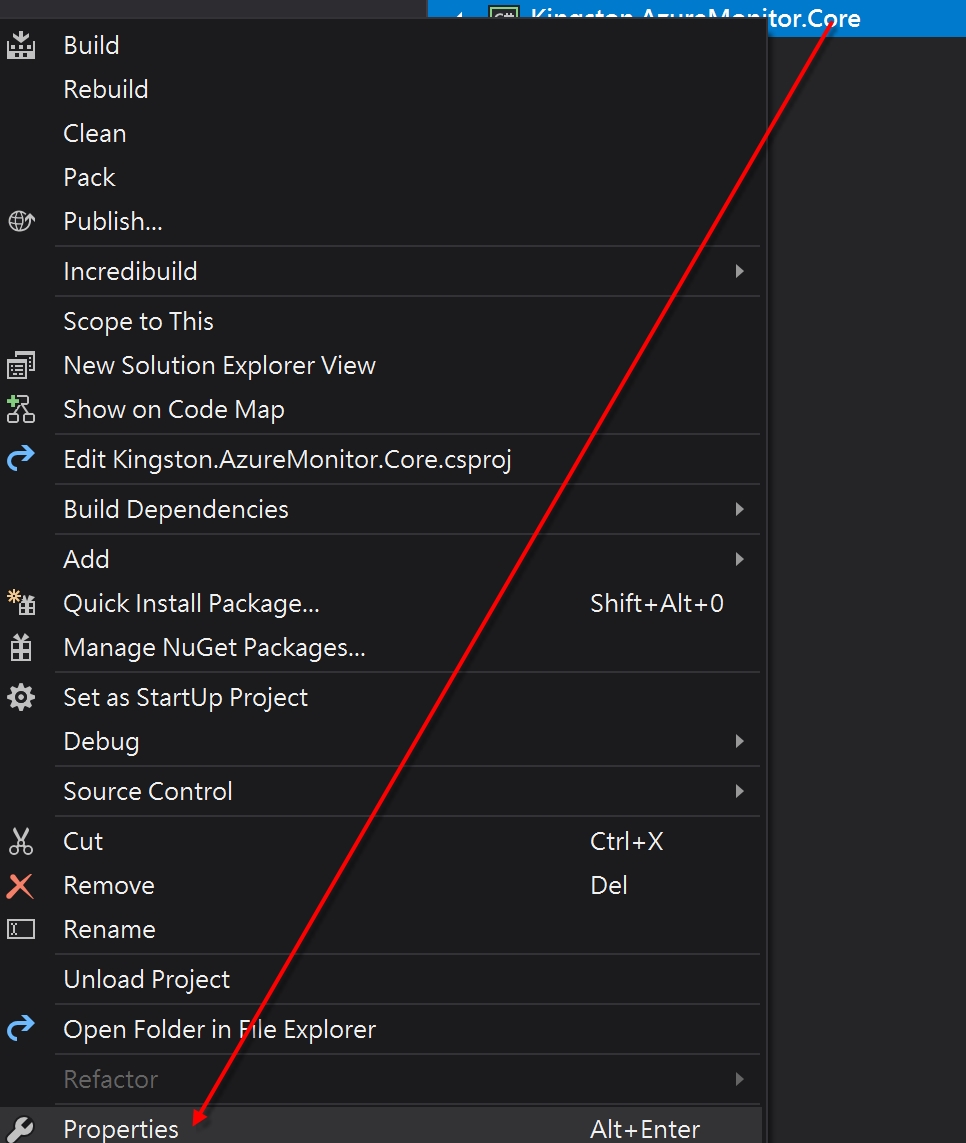 C#
Kingston.AzureMonitor.Core
Build
Rebuild
Clean
Pack
Publish...
Incredibuild
Scope to This
New Solution Explorer View
Show on Code Map
Edit Kingston.AzureMonitor.Core.csproj
Build Dependencies
Add
Quick Install Package... Shift+Alt+0
Manage NuGet Packages...
Set as StartUp Project
Debug
Source Control
Cut Ctrl+X
Remove Del
Rename
Unload Project
Open Folder in File Explorer
Refactor
Properties Alt+Enter